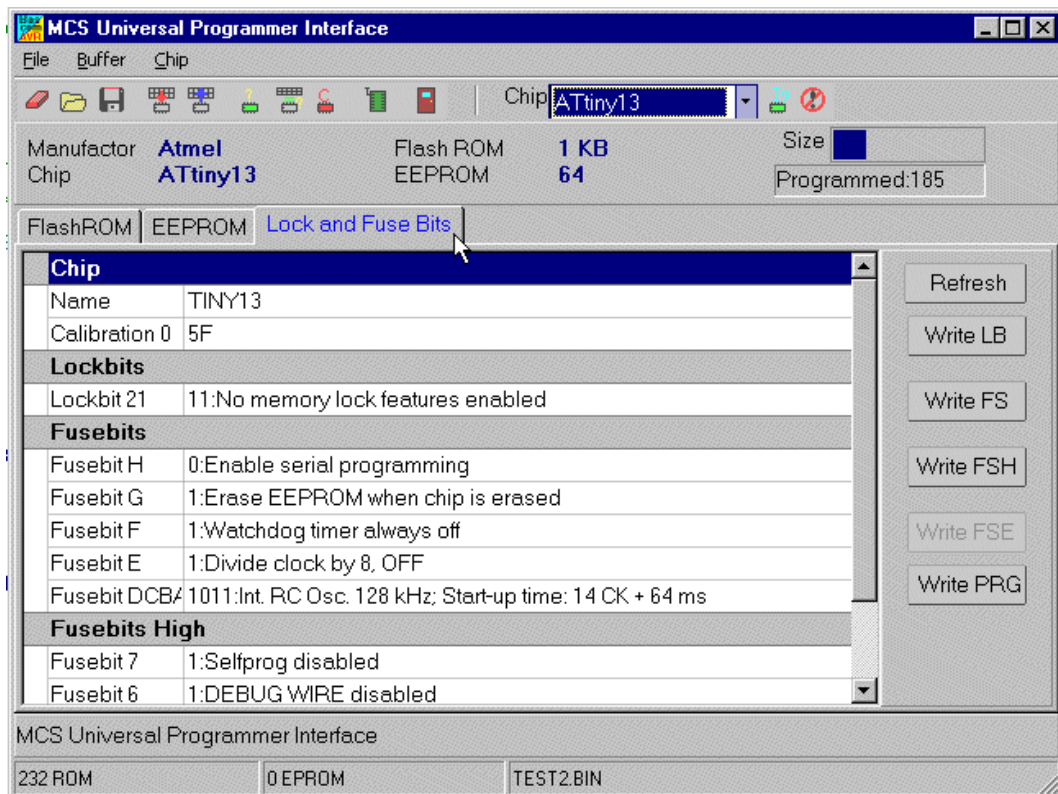 MCS Universal Programmer Interface
File Buffer Chip
Chip ATtiny13
Manufactor Atmel Flash ROM 1 KB Size
Chip ATtiny13 EEPROM 64 Programmed:185
FlashROM EEPROM Lock and Fuse Bits
Chip
Name TINY13
Calibration 0 5F
Lockbits
Lockbit 21 11:No memory lock features enabled
Fusebits
Fusebit H 0:Enable serial programming
Fusebit G 1:Erase EEPROM when chip is erased
Fusebit F 1:Watchdog timer always off
Fusebit E 1:Divide clock by 8, OFF
Fusebit DCBA 1011:Int. RC Osc. 128 kHz; Start-up time: 14 CK + 64 ms
Fusebits High
Fusebit 7 1:Selfprog disabled
Fusebit 6 1:DEBUG WIRE disabled
Refresh
Write LB
Write FS
Write FSH
Write FSE
Write PRG
MCS Universal Programmer Interface
232 ROM 0 EPROM TEST2.BIN